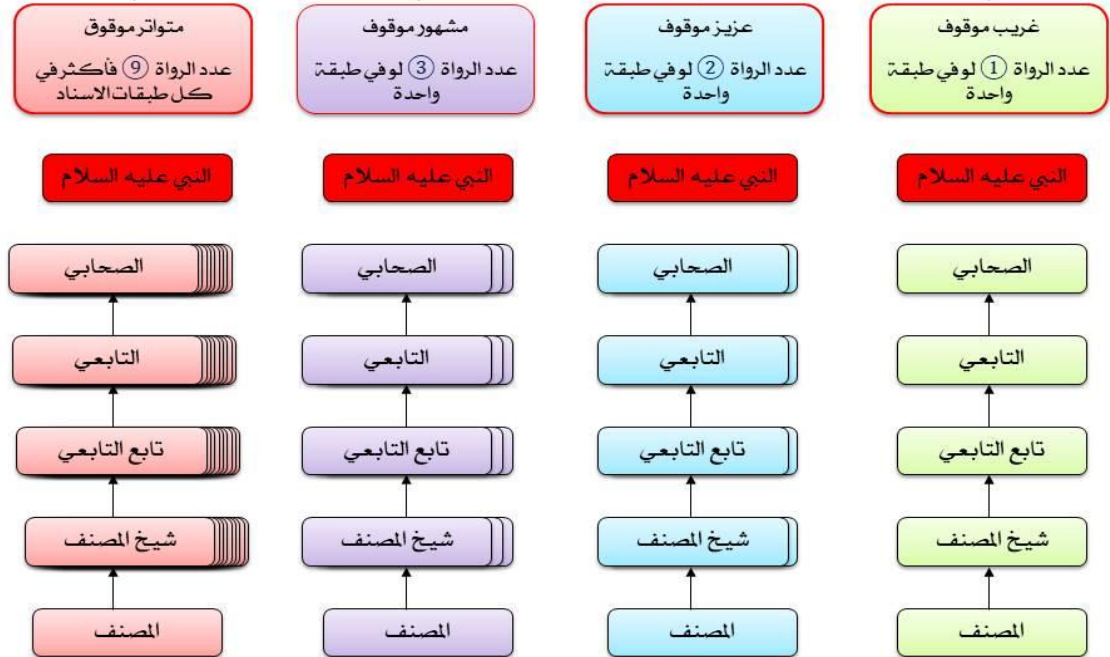 غريب موقوف
عدد الرواة ① لو في طبقة
واحدة
عزيز موقوف
عدد الرواة ② لو في طبقة
واحدة
مشهور موقوف
عدد الرواة ③ لو في طبقة
واحدة
متواتر موقوق
عدد الرواة ⑨ فأكثر في
كل طبقات الاسناد
النبي عليه السلام
النبي عليه السلام
النبي عليه السلام
النبي عليه السلام
الصحابي
الصحابي
الصحابي
الصحابي
التابعي
التابعي
التابعي
التابعي
تابع التابعي
تابع التابعي
تابع التابعي
تابع التابعي
شيخ المصنف
شيخ المصنف
شيخ المصنف
شيخ المصنف
المصنف
المصنف
المصنف
المصنف